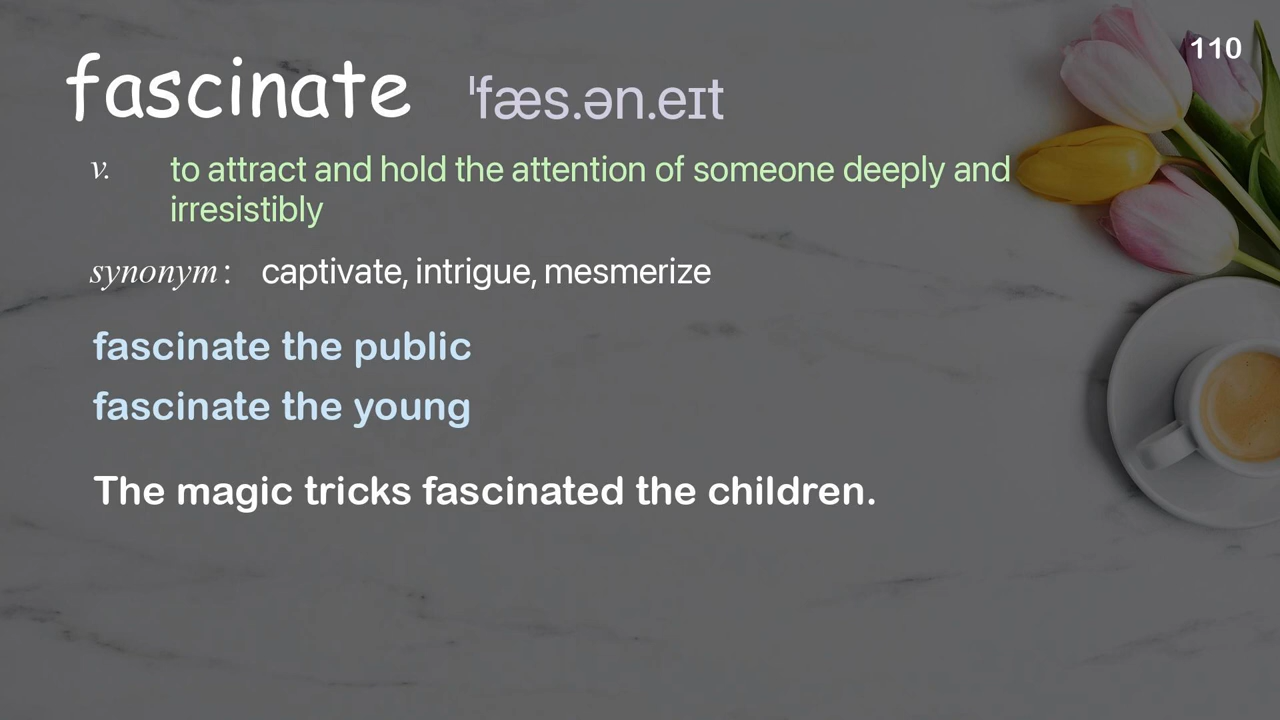 110
fascinate ˈfæs.ən.eɪt
v. to attract and hold the attention of someone deeply and
irresistibly
synonym: captivate, intrigue, mesmerize
fascinate the public
fascinate the young
The magic tricks fascinated the children.